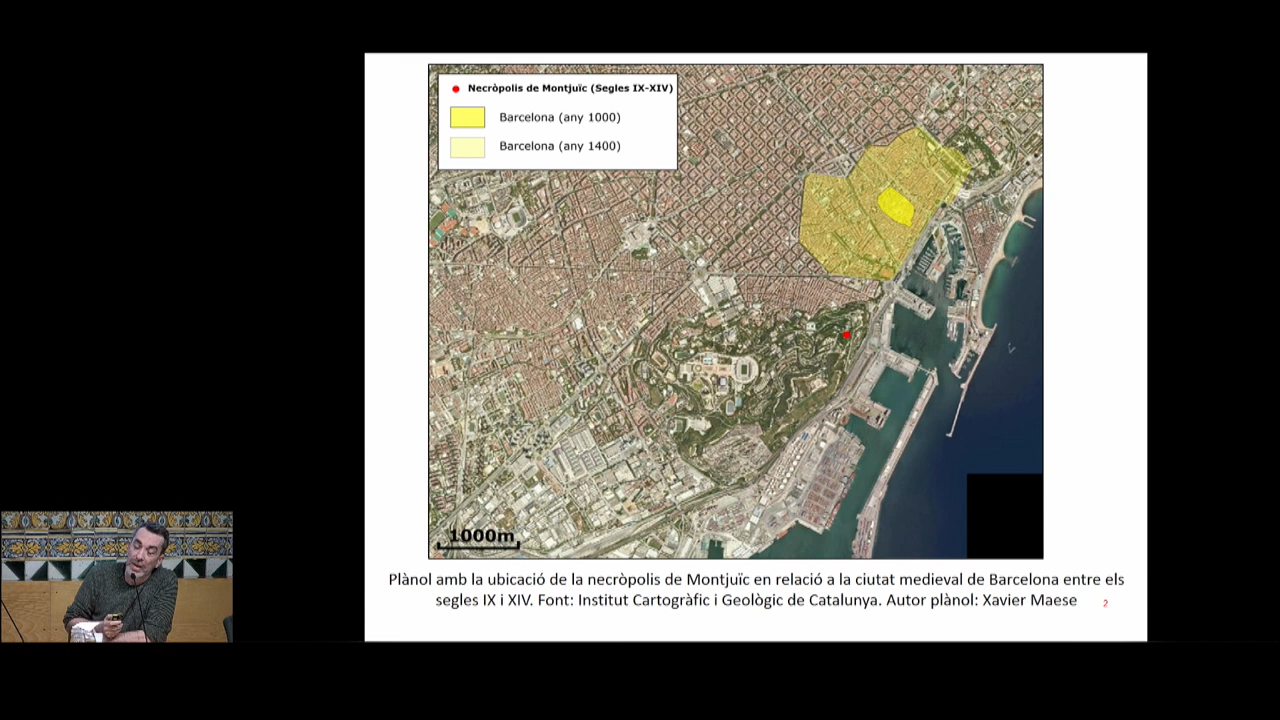 Necròpolis de Montjuïc (Segles IX-XIV)
Barcelona (any 1000)
Barcelona (any 1400)
1000m
Plànol amb la ubicació de la necròpolis de Montjuïc en relació a la ciutat medieval de Barcelona entre els
segles IX i XIV. Font: Institut Cartogràfic i Geològic de Catalunya. Autor plànol: Xavier Maese
2